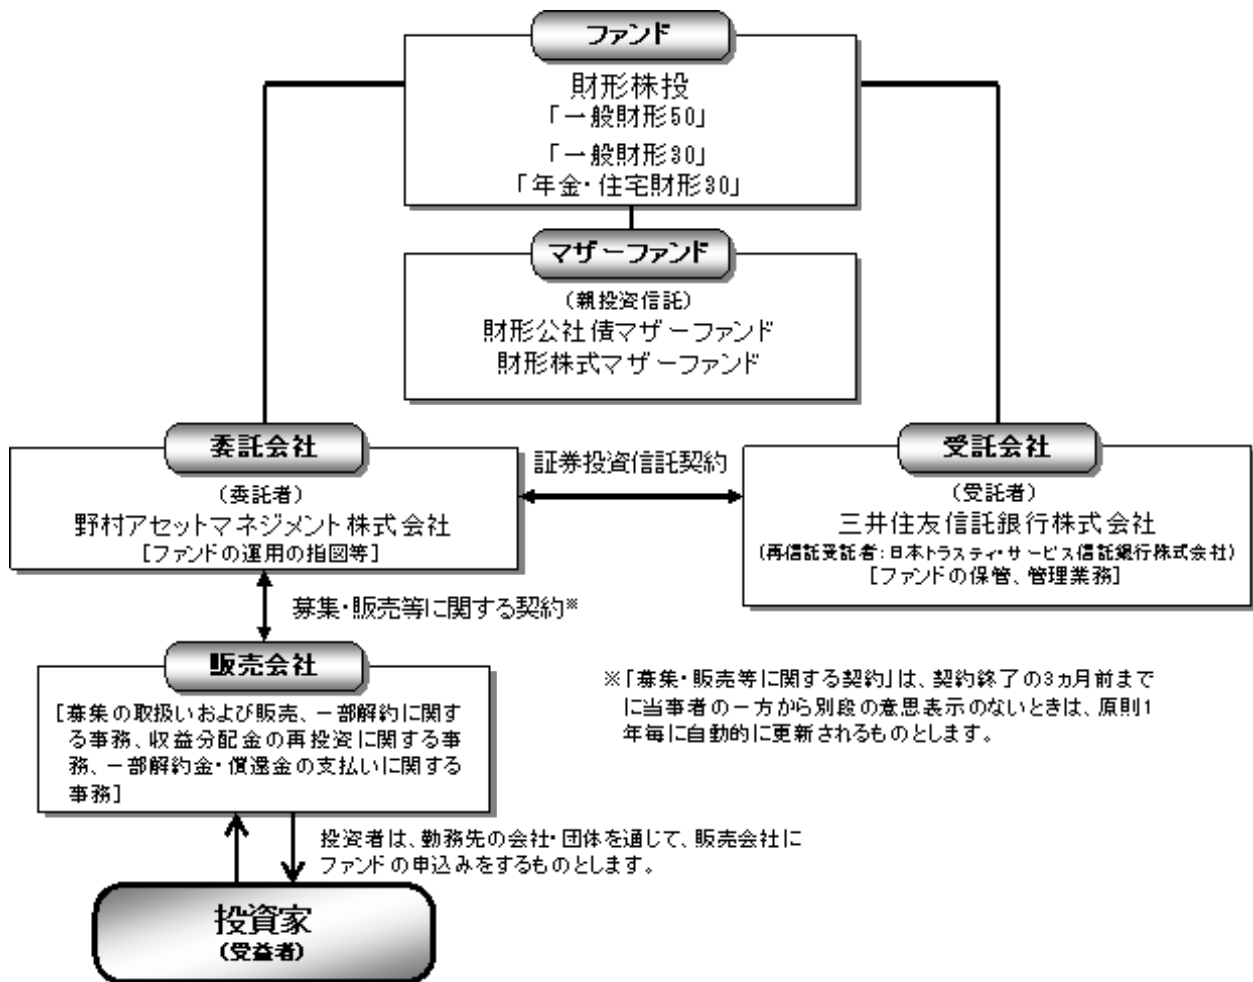 ファンド
財形株投
「一般財形50」
「一般財形30」
「年金・住宅財形30」
マザーファンド
(親投資信託)
財形公社債マザーファンド
財形株式マザーファンド
委託会社
(委託者)
野村アセットマネジメント株式会社
[ファンドの運用の指図等]
証券投資信託契約
受託会社
(受託者)
三井住友信託銀行株式会社
(再信託受託者:日本トラスティ・サービス信託銀行株式会社)
[ファンドの保管、管理業務]
募集・販売等に関する契約※
販売会社
[募集の取扱いおよび販売、一部解約に関す
る事務、収益分配金の再投資に関する事
務、一部解約金・償還金の支払いに関する
事務]
※「募集・販売等に関する契約」は、契約終了の3ヵ月前まで
に当事者の一方から別段の意思表示のないときは、原則1
年毎に自動的に更新されるものとします。
投資者は、勤務先の会社・団体を通じて、販売会社に
ファンドの申込みをするものとします。
投資家
(受益者)